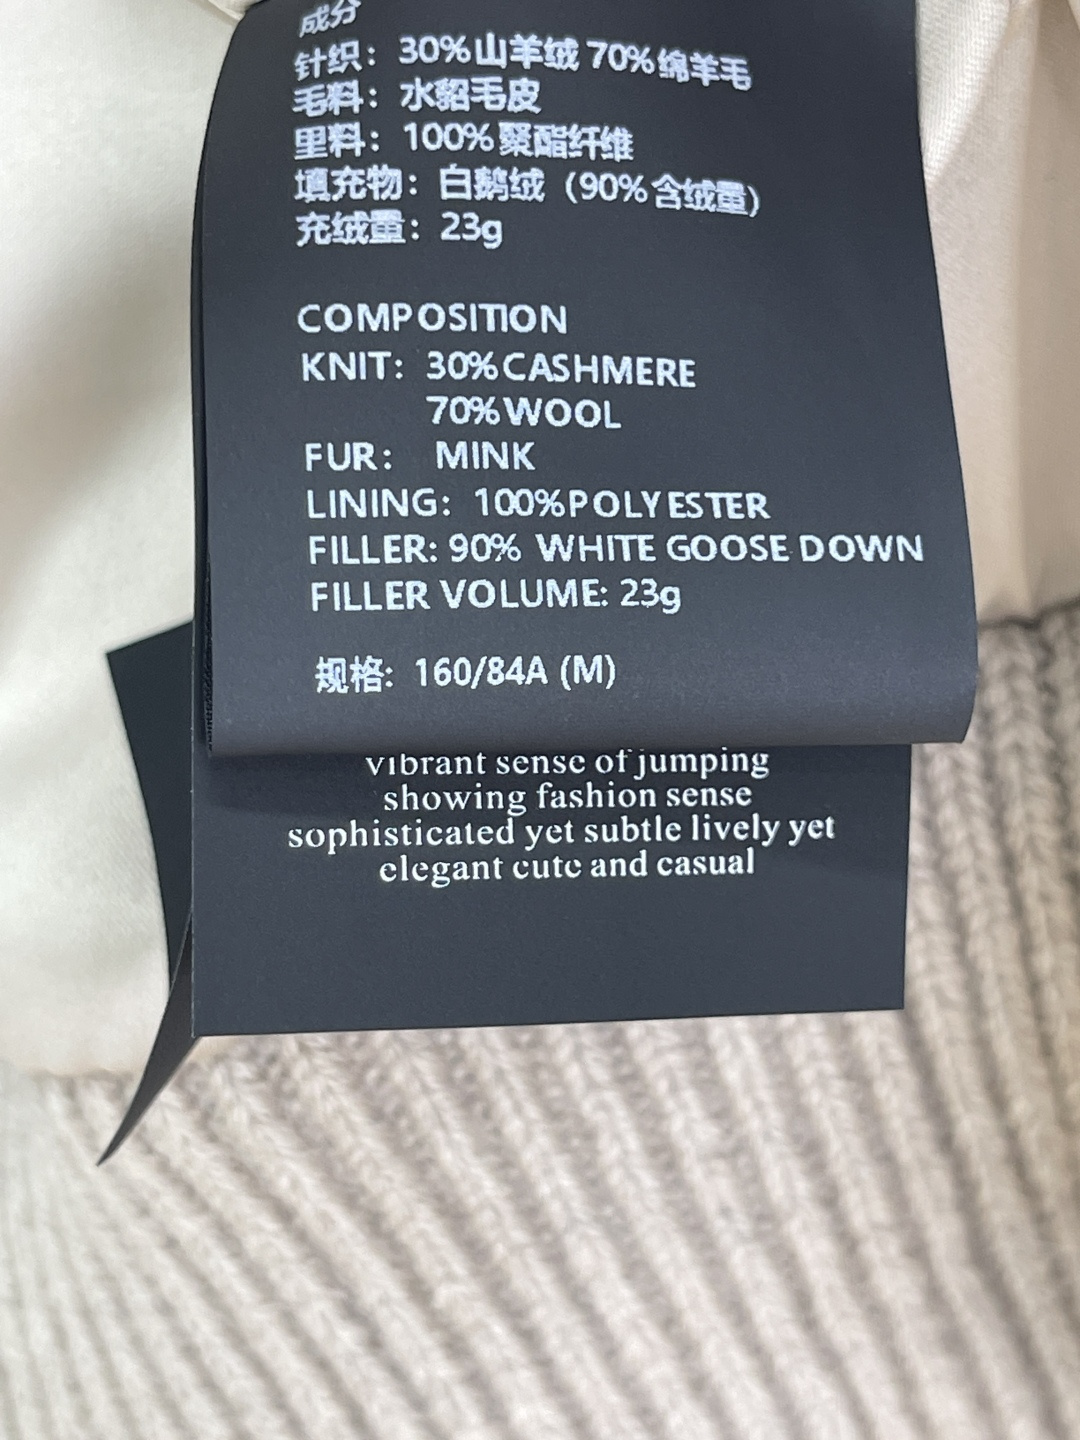 成分
针织：30%山羊绒 70%绵羊毛
毛料：水貂毛皮
里料：100%聚酯纤维
填充物：白鹅绒（90%含绒量）
充绒量：23g
COMPOSITION
KNIT: 30%CASHMERE
70%WOOL
FUR: MINK
LINING: 100%POLYESTER
FILLER: 90% WHITE GOOSE DOWN
FILLER VOLUME: 23g
规格: 160/84A (M)
vibrant sense of jumping
showing fashion sense
sophisticated yet subtle lively yet
elegant cute and casual